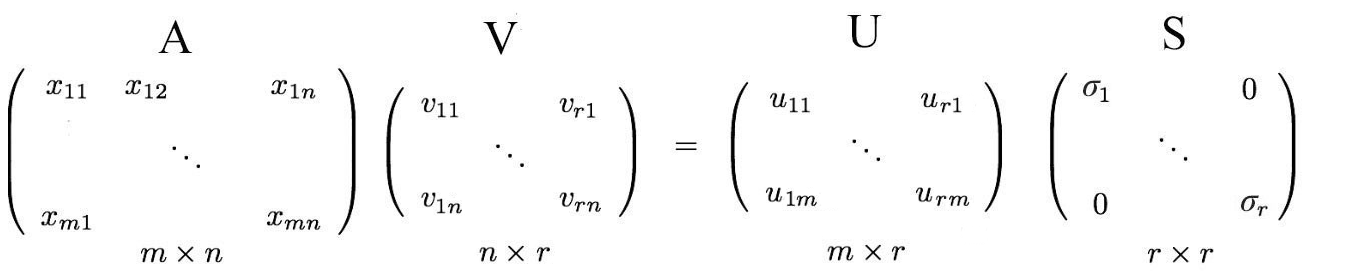 A V U S
x11 x12 x1n v11 vr1 u11 ur1 σ1 0
⋱ ⋱ = ⋱ ⋱
xm1 xmn v1n vrn u1m urm 0 σr
m × n n × r m × r r × r